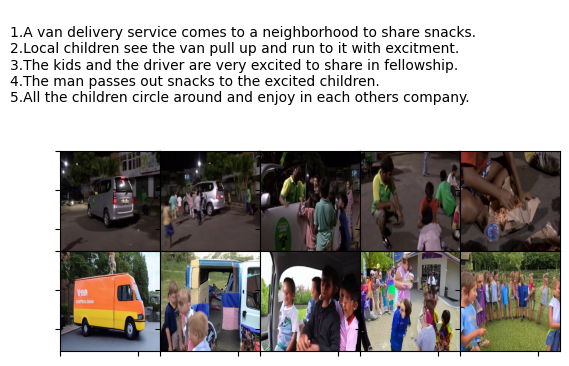 1.A van delivery service comes to a neighborhood to share snacks.
2.Local children see the van pull up and run to it with excitment.
3.The kids and the driver are very excited to share in fellowship.
4.The man passes out snacks to the excited children.
5.All the children circle around and enjoy in each others company.